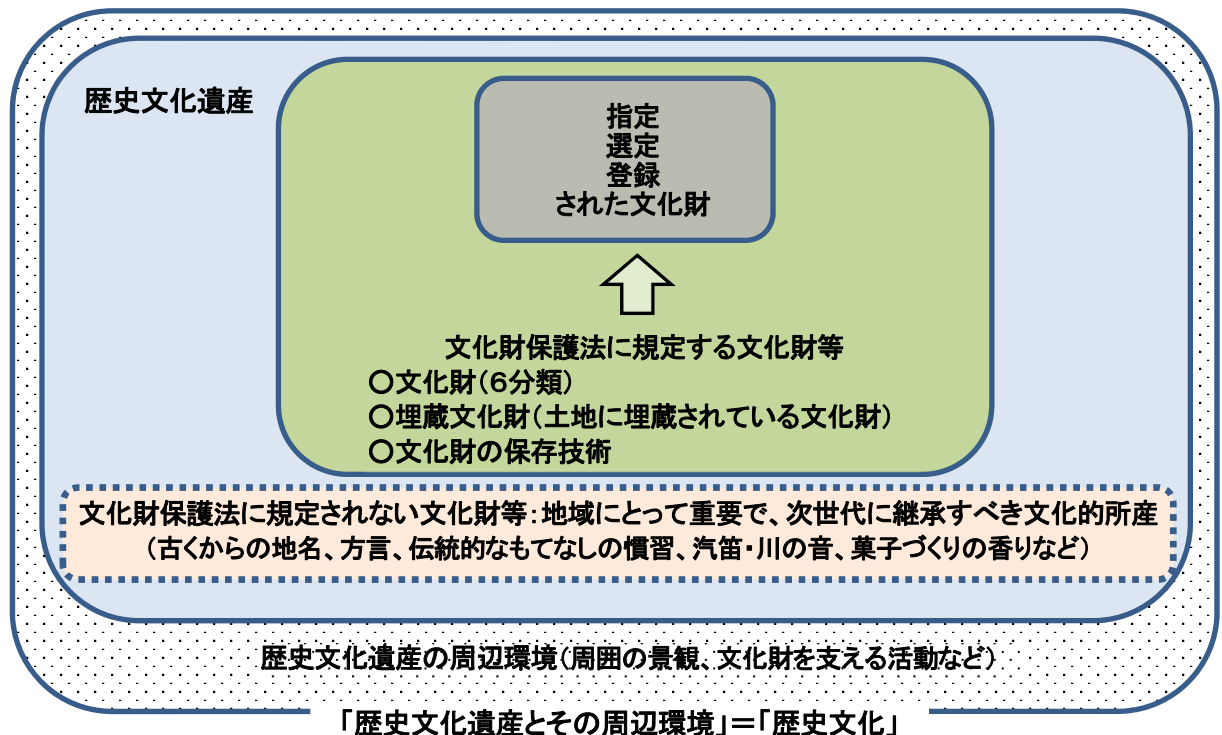 歴史文化遺産
指定
選定
登録
された文化財
文化財保護法に規定する文化財等
○文化財(6分類)
○埋蔵文化財(土地に埋蔵されている文化財)
○文化財の保存技術
文化財保護法に規定されない文化財等:地域にとって重要で、次世代に継承すべき文化的所産
(古くからの地名、方言、伝統的なもてなしの慣習、汽笛・川の音、菓子づくりの香りなど)
歴史文化遺産の周辺環境(周囲の景観、文化財を支える活動など)
「歴史文化遺産とその周辺環境」=「歴史文化」